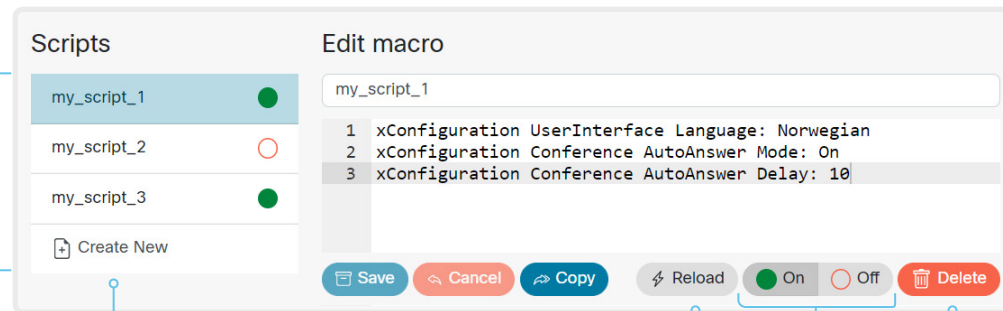 Scripts
my_script_1
my_script_2
my_script_3
Create New
Edit macro
my_script_1
1 xConfiguration UserInterface Language: Norwegian
2 xConfiguration Conference AutoAnswer Mode: On
3 xConfiguration Conference AutoAnswer Delay: 10
Save Cancel Copy Reload On Off Delete